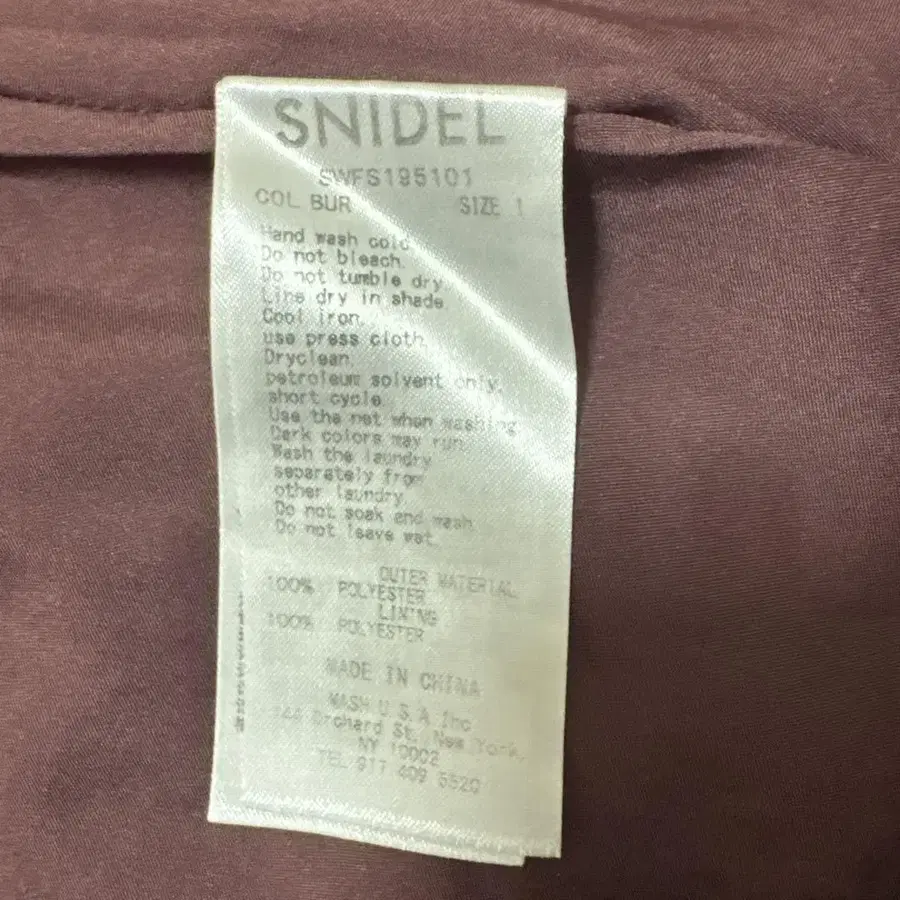 SNIDEL
SWFS195101
COL BUR SIZE 1
Hand wash cold
Do not bleach.
Do not tumble dry.
Line dry in shade.
Cool iron.
use press cloth.
Dryclean.
petroleum solvent only.
short cycle
Use the net when washing.
Dark colors may run.
Wash the laundry
separately from
other laundry.
Do not soak and wash.
Do not leave wet.
OUTER MATERIAL
100% POLYESTER
LINING
100% POLYESTER
MADE IN CHINA
MASH U.S.A Inc
Orchard St. New York,
NY 10002
TEL 917 409 5520